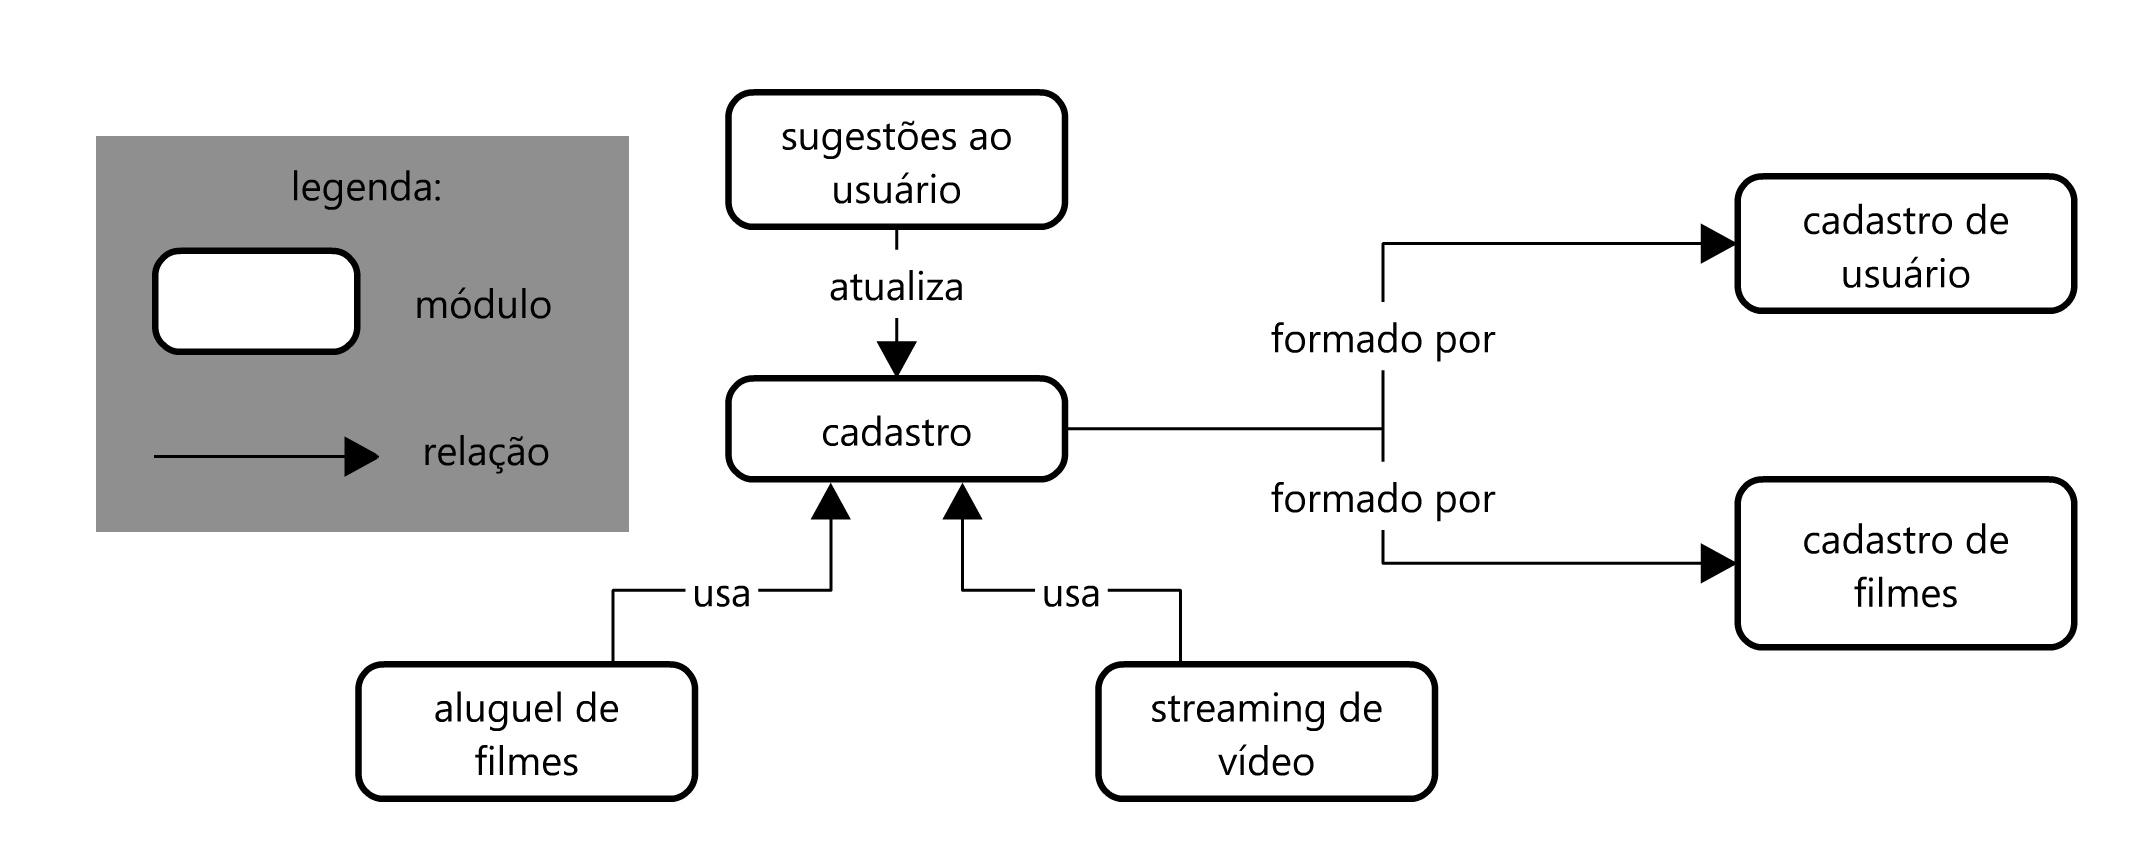 legenda:
módulo
relação
sugestões ao
usuário
atualiza
cadastro
formado por
formado por
cadastro de
usuário
cadastro de
filmes
usa
usa
aluguel de
filmes
streaming de
vídeo